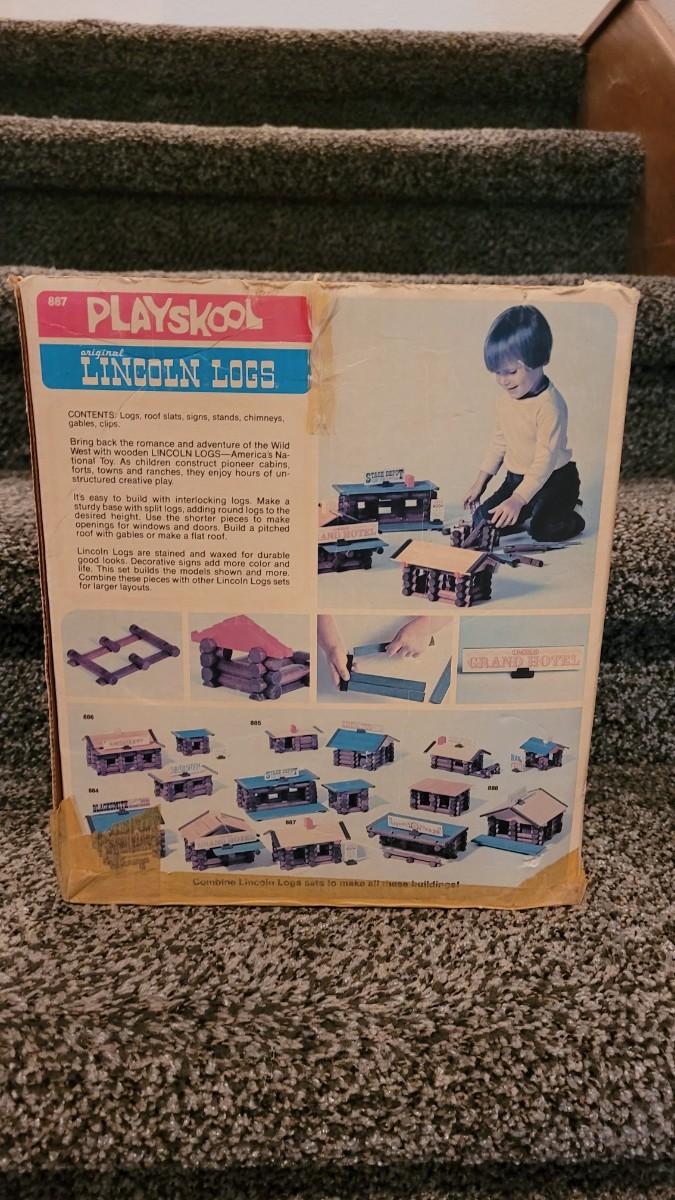 887
PLAYSKOOL
original
LINCOLN LOGS
CONTENTS: Logs, roof slats, signs, stands, chimneys,
gables, clips.
Bring back the romance and adventure of the Wild
West with wooden LINCOLN LOGS—America's Na-
tional Toy. As children construct pioneer cabins,
forts, towns and ranches, they enjoy hours of un-
structured creative play.
It's easy to build with interlocking logs. Make a
sturdy base with split logs, adding round logs to the
desired height. Use the shorter pieces to make
openings for windows and doors. Build a pitched
roof with gables or make a flat roof.
Lincoln Logs are stained and waxed for durable
good looks. Decorative signs add more color and
life. This set builds the models shown and more.
Combine these pieces with other Lincoln Logs sets
for larger layouts.
STAGE DEPOT
GRAND HOTEL
LINCOLN
GRAND HOTEL
886
885
STAGE DEPOT
884
888
BLACKSMITH
887
GRAND HOTEL
Combine Lincoln Logs sets to make all these buildings!